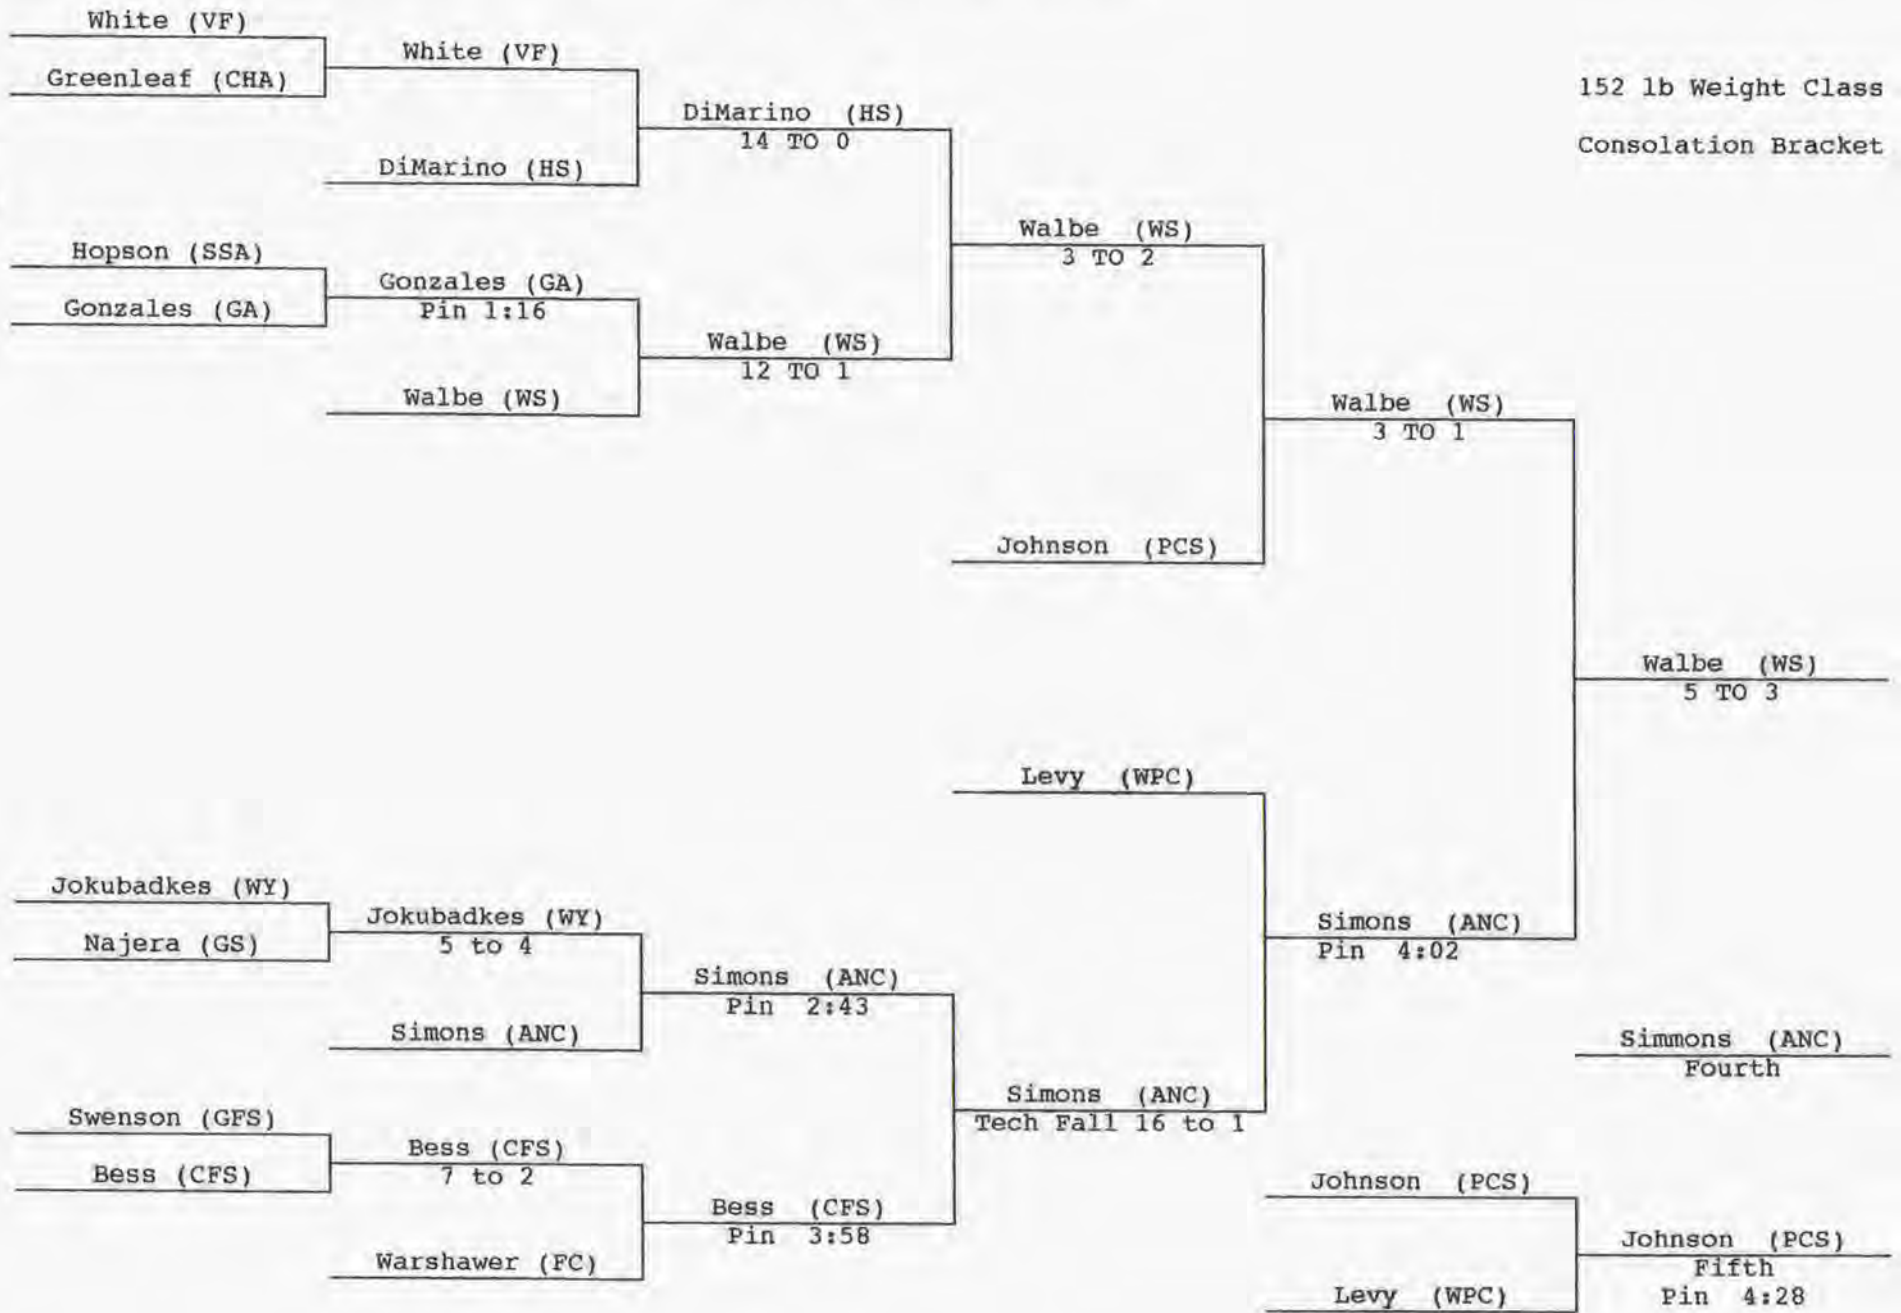 White (VF)
Greenleaf (CHA)
White (VF)
DiMarino (HS)
DiMarino (HS)
14 TO 0
152 lb Weight Class
Consolation Bracket
Hopson (SSA)
Gonzales (GA)
Gonzales (GA)
Pin 1:16
Walbe (WS)
Walbe (WS)
12 TO 1
Walbe (WS)
3 TO 2
Johnson (PCS)
Walbe (WS)
3 TO 1
Walbe (WS)
5 TO 3
Levy (WPC)
Jokubadkes (WY)
Najera (GS)
Jokubadkes (WY)
5 to 4
Simons (ANC)
Simons (ANC)
Pin 2:43
Swenson (GFS)
Bess (CFS)
Bess (CFS)
7 to 2
Warshawer (FC)
Bess (CFS)
Pin 3:58
Simons (ANC)
Tech Fall 16 to 1
Simons (ANC)
Pin 4:02
Simmons (ANC)
Fourth
Johnson (PCS)
Levy (WPC)
Johnson (PCS)
Fifth
Pin 4:28